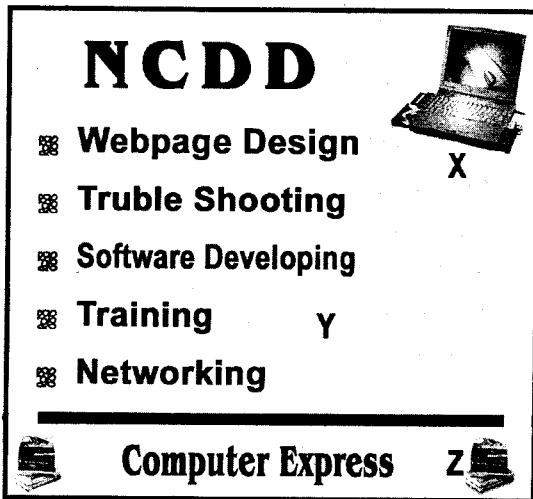 NCDD
Webpage Design
X
Truble Shooting
Software Developing
Training Y
Networking
Computer Express Z